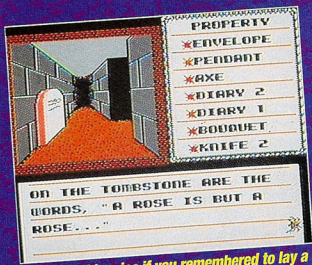 PROPERTY
ENVELOPE
PENDANT
AXE
DIARY 2
DIARY 1
BOUQUET
KNIFE 2
ON THE TOMBSTONE ARE THE
WORDS, "A ROSE IS BUT A
ROSE..."
if you remembered to lay a